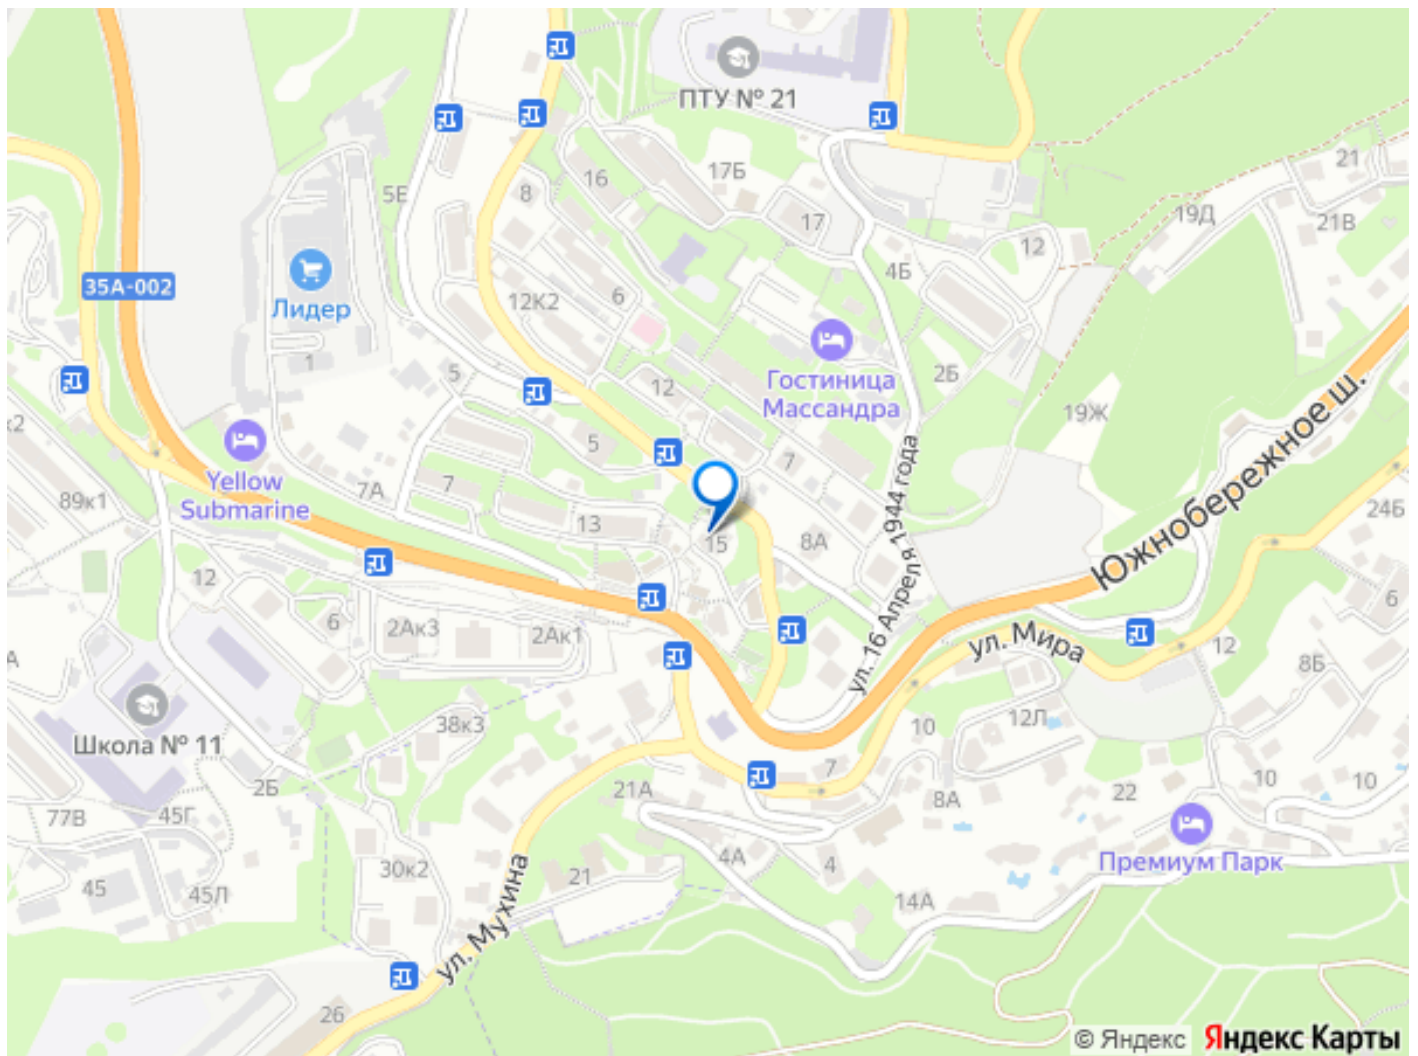 ПТУ № 21
17Б
16
8
5Е
17
21
19Д
21В
12
4Б
35А-002
Лидер
12К2
6
1
5
12
Гостиница
Массандра
2Б
19Ж
к2
Yellow
Submarine
5
7
7
7А
89к1
13
15
8А
24Б
ул. 16 Апреля 1944 года
Южнобережное ш.
12
6
2Ак3
2Ак1
ул. Мира
12
8Б
6
А
Школа № 11
38к3
10
12Л
2Б
21А
7
8А
22
10
10
77В
45Г
45
45Л
30к2
21
4А
4
14А
Премиум Парк
ул. Мухина
26
© Яндекс Яндекс Карты